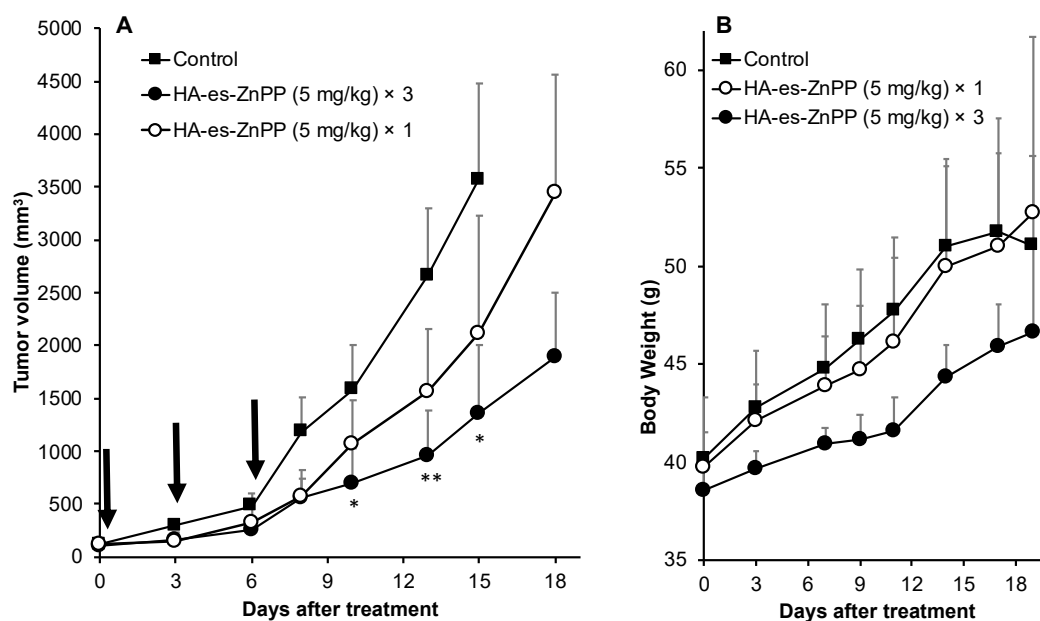 A
Control
HA-es-ZnPP (5 mg/kg) × 3
HA-es-ZnPP (5 mg/kg) × 1
Tumor volume (mm³)
5000
4500
4000
3500
3000
2500
2000
1500
1000
500
0
*
**
*
0 3 6 9 12 15 18
Days after treatment
B
Control
HA-es-ZnPP (5 mg/kg) × 1
HA-es-ZnPP (5 mg/kg) × 3
Body Weight (g)
60
55
50
45
40
35
0 3 6 9 12 15 18
Days after treatment